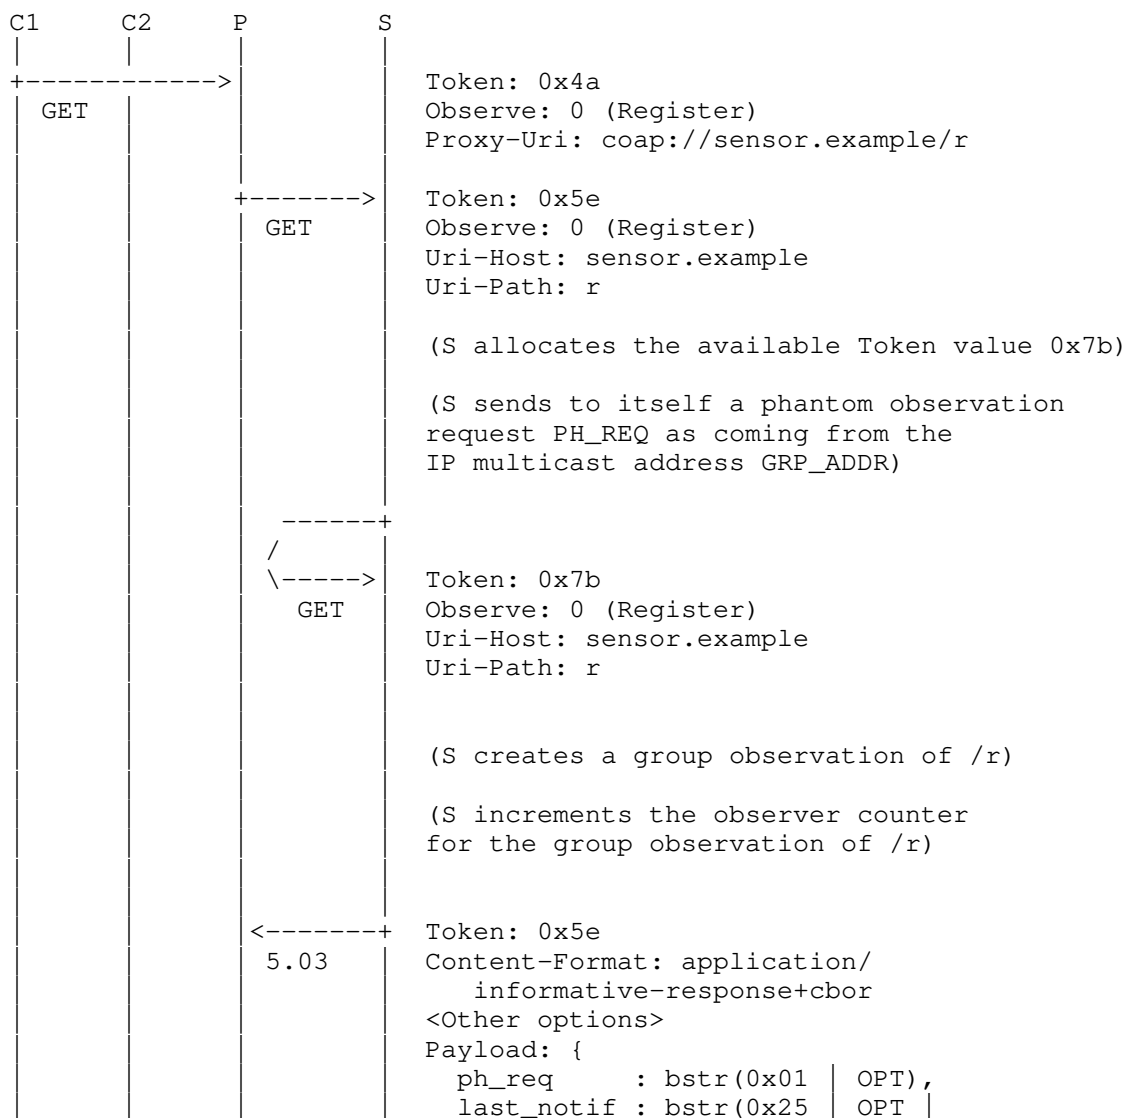 C1 C2 P S
Token: 0x4a
GET Observe: 0 (Register)
Proxy-Uri: coap://sensor.example/r
Token: 0x5e
GET Observe: 0 (Register)
Uri-Host: sensor.example
Uri-Path: r
(S allocates the available Token value 0x7b)
(S sends to itself a phantom observation
request PH_REQ as coming from the
IP multicast address GRP_ADDR)
Token: 0x7b
GET Observe: 0 (Register)
Uri-Host: sensor.example
Uri-Path: r
(S creates a group observation of /r)
(S increments the observer counter
for the group observation of /r)
Token: 0x5e
5.03 Content-Format: application/
informative-response+cbor
<Other options>
Payload: {
ph_req : bstr(0x01 | OPT),
last_notif : bstr(0x25 | OPT |